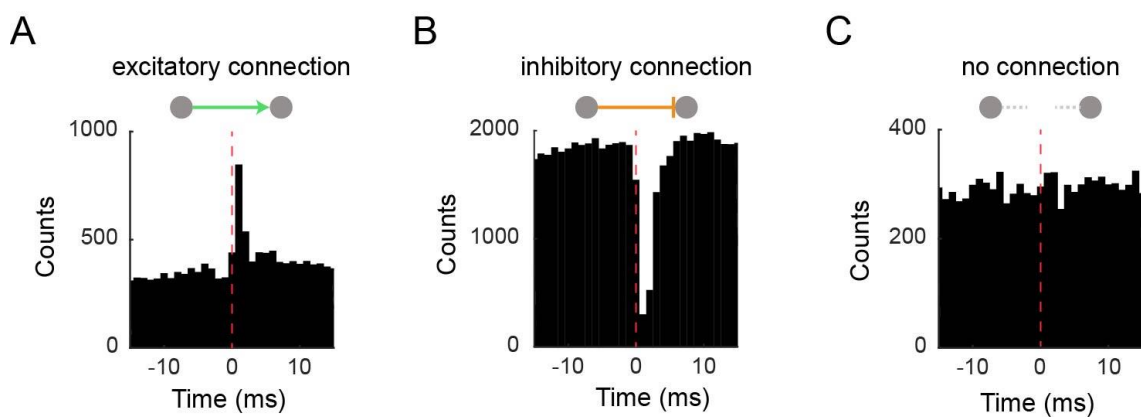 A
excitatory connection
1000
500
0
Counts
-10 0 10
Time (ms)
B
inhibitory connection
2000
1000
0
Counts
-10 0 10
Time (ms)
C
no connection
400
200
0
Counts
-10 0 10
Time (ms)